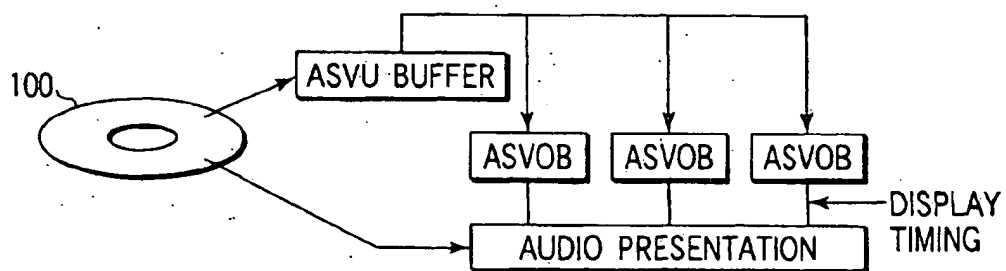 100
ASVU BUFFER
ASVOB
ASVOB
ASVOB
DISPLAY
TIMING
AUDIO PRESENTATION